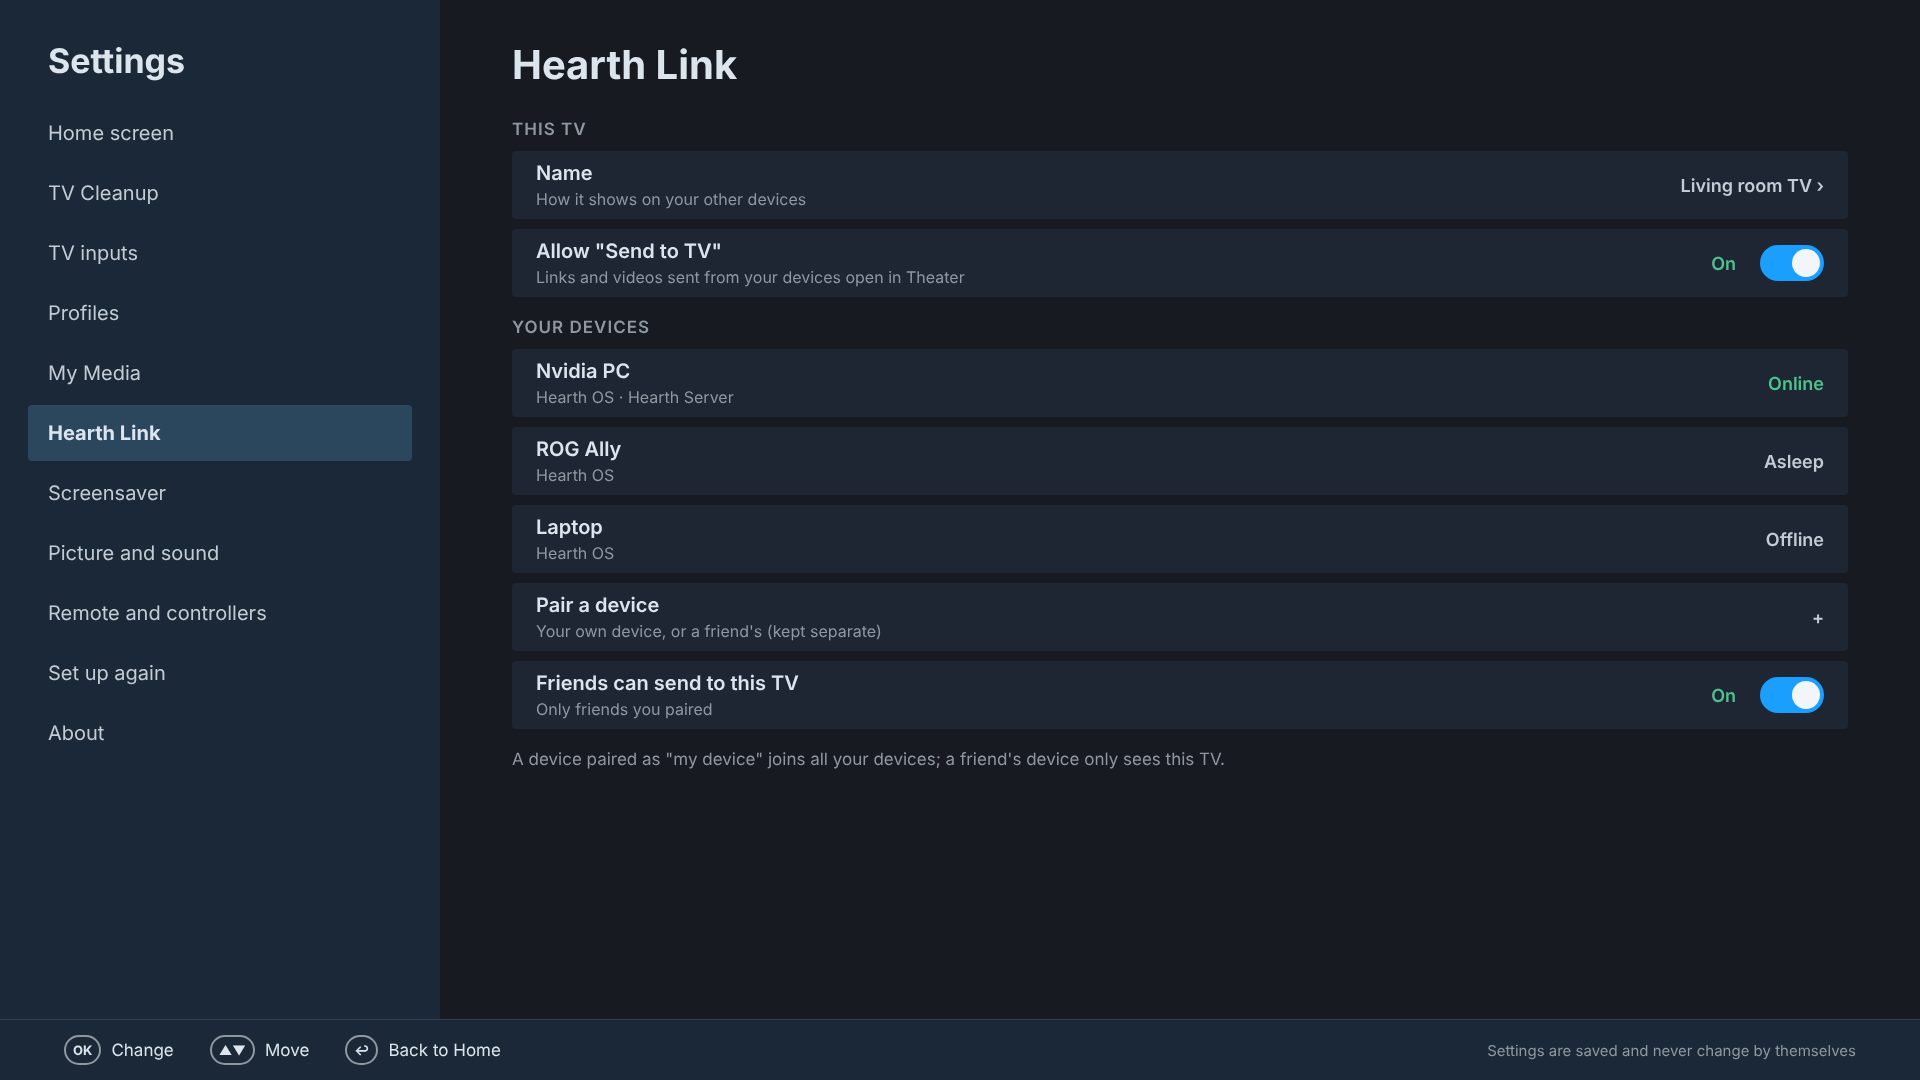 Settings
Home screen
TV Cleanup
TV inputs
Profiles
My Media
Hearth Link
Screensaver
Picture and sound
Remote and controllers
Set up again
About
Hearth Link
THIS TV
Name
How it shows on your other devices
Living room TV ›
Allow "Send to TV"
Links and videos sent from your devices open in Theater
On
YOUR DEVICES
Nvidia PC
Hearth OS · Hearth Server
Online
ROG Ally
Hearth OS
Asleep
Laptop
Hearth OS
Offline
Pair a device
Your own device, or a friend's (kept separate)
+
Friends can send to this TV
Only friends you paired
On
A device paired as "my device" joins all your devices; a friend's device only sees this TV.
OK Change ▲▼ Move ↩ Back to Home
Settings are saved and never change by themselves